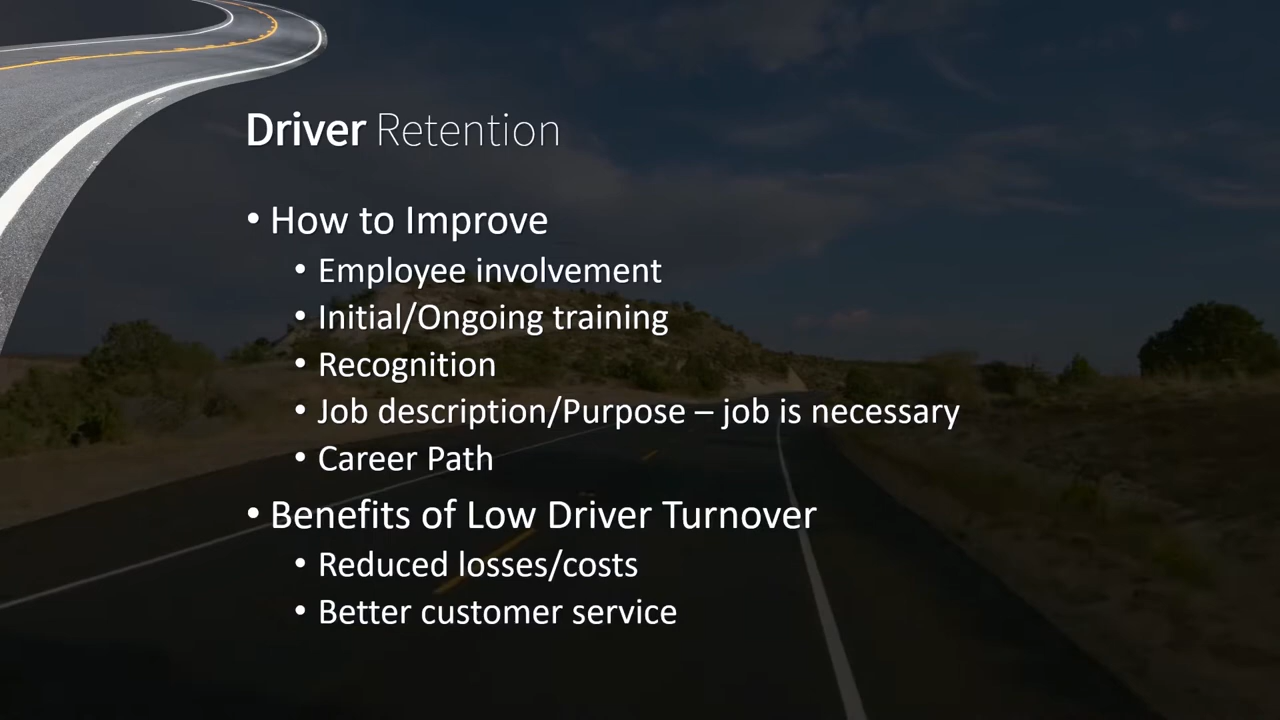 Driver Retention
• How to Improve
• Employee involvement
• Initial/Ongoing training
• Recognition
• Job description/Purpose – job is necessary
• Career Path
• Benefits of Low Driver Turnover
• Reduced losses/costs
• Better customer service